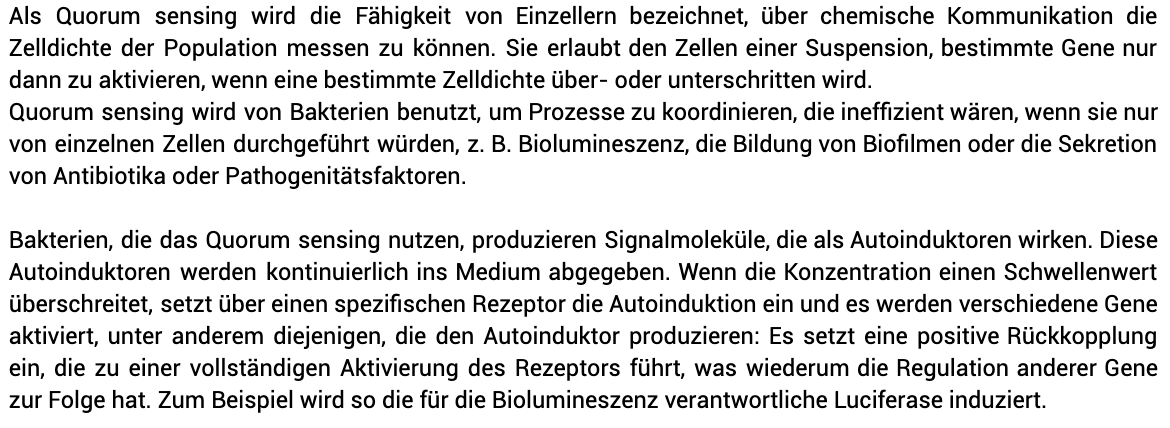 Als Quorum sensing wird die Fähigkeit von Einzellern bezeichnet, über chemische Kommunikation die
Zelldichte der Population messen zu können. Sie erlaubt den Zellen einer Suspension, bestimmte Gene nur
dann zu aktivieren, wenn eine bestimmte Zelldichte über- oder unterschritten wird.
Quorum sensing wird von Bakterien benutzt, um Prozesse zu koordinieren, die ineffizient wären, wenn sie nur
von einzelnen Zellen durchgeführt würden, z. B. Biolumineszenz, die Bildung von Biofilmen oder die Sekretion
von Antibiotika oder Pathogenitätsfaktoren.
Bakterien, die das Quorum sensing nutzen, produzieren Signalmoleküle, die als Autoinduktoren wirken. Diese
Autoinduktoren werden kontinuierlich ins Medium abgegeben. Wenn die Konzentration einen Schwellenwert
überschreitet, setzt über einen spezifischen Rezeptor die Autoinduktion ein und es werden verschiedene Gene
aktiviert, unter anderem diejenigen, die den Autoinduktor produzieren: Es setzt eine positive Rückkopplung
ein, die zu einer vollständigen Aktivierung des Rezeptors führt, was wiederum die Regulation anderer Gene
zur Folge hat. Zum Beispiel wird so die für die Biolumineszenz verantwortliche Luciferase induziert.